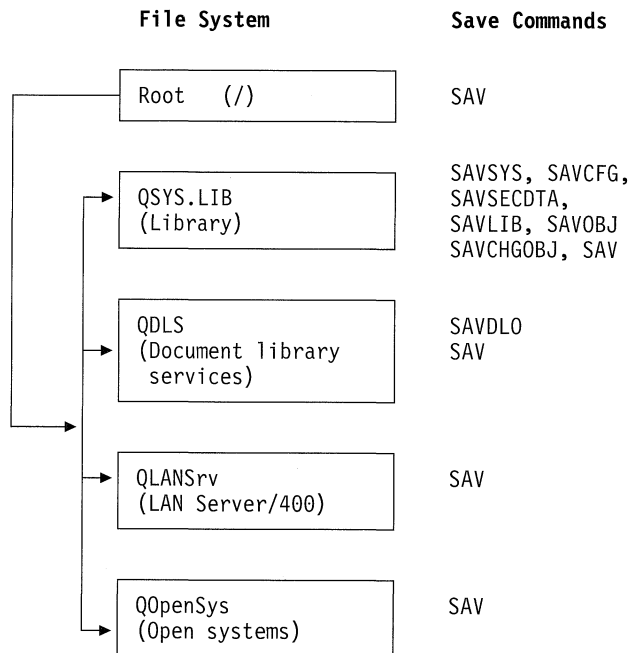 File System Save Commands
Root (/) SAV
QSYS.LIB
(Library)
SAVSYS, SAVCFG,
SAVSECDTA,
SAVLIB, SAVOBJ
SAVCHGOBJ, SAV
QDLS
(Document library
services)
SAVDLO
SAV
QLANSrv
(LAN Server/400)
SAV
QOpenSys
(Open systems)
SAV